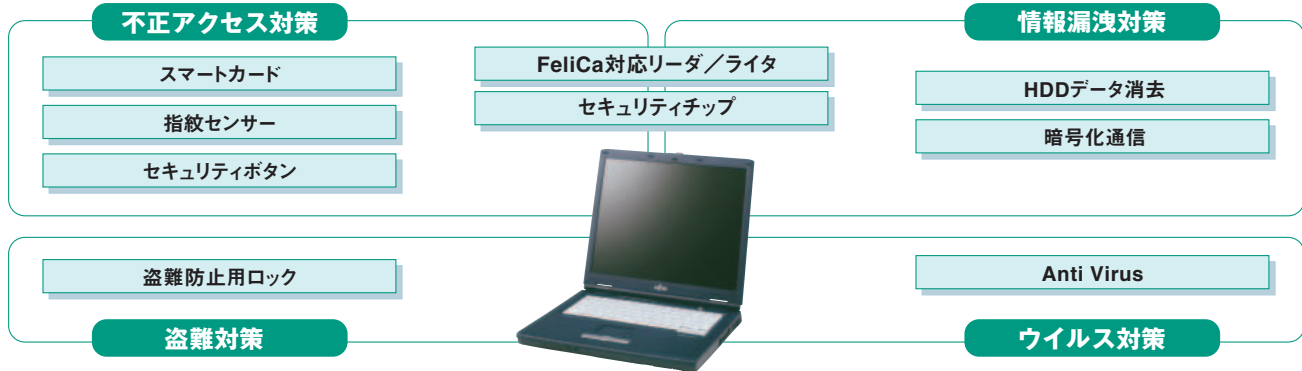 不正アクセス対策
スマートカード
指紋センサー
セキュリティボタン
FeliCa対応リーダ／ライタ
セキュリティチップ
情報漏洩対策
HDDデータ消去
暗号化通信
盗難防止用ロック
盗難対策
Anti Virus
ウイルス対策